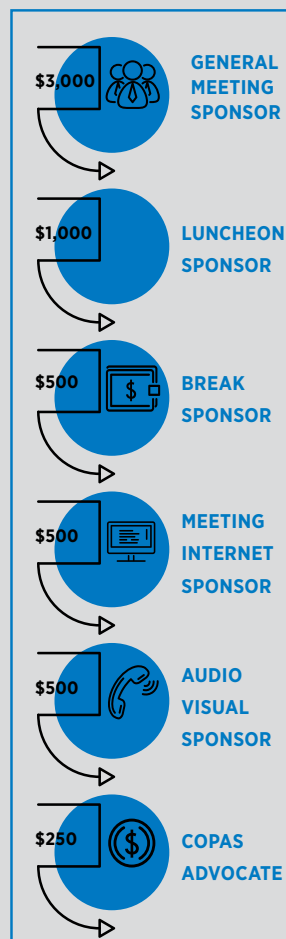 $3,000
GENERAL
MEETING
SPONSOR
$1,000
LUNCHEON
SPONSOR
$500
$
BREAK
SPONSOR
$500
MEETING
INTERNET
SPONSOR
$500
AUDIO
VISUAL
SPONSOR
$250
$
COPAS
ADVOCATE